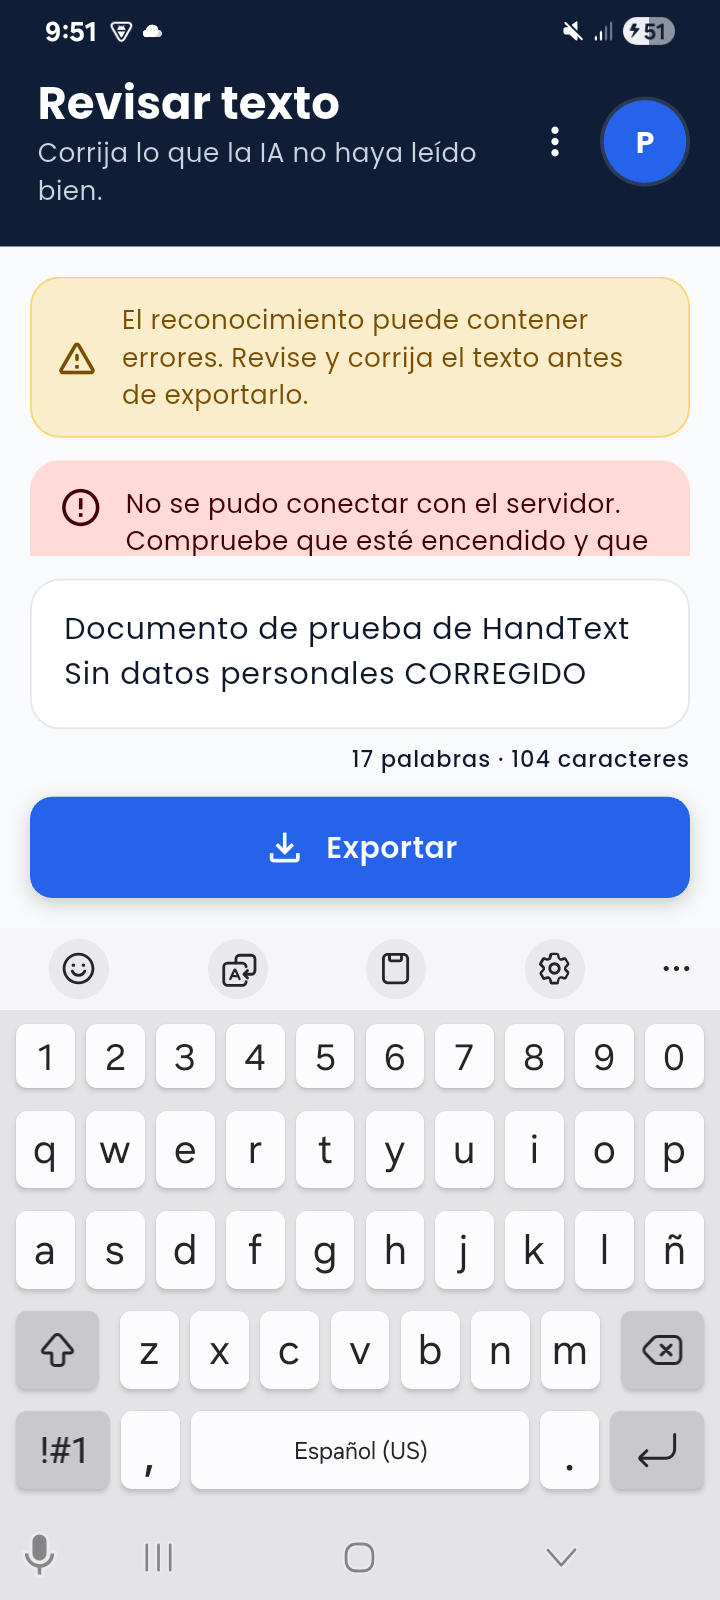 9:51
51
Revisar texto
Corrija lo que la IA no haya leído
bien.
P
El reconocimiento puede contener
errores. Revise y corrija el texto antes
de exportarlo.
No se pudo conectar con el servidor.
Compruebe que esté encendido y que
Documento de prueba de HandText
Sin datos personales CORREGIDO
17 palabras · 104 caracteres
Exportar
1 2 3 4 5 6 7 8 9 0
q w e r t y u i o p
a s d f g h j k l ñ
z x c v b n m
!#1 , Español (US) .